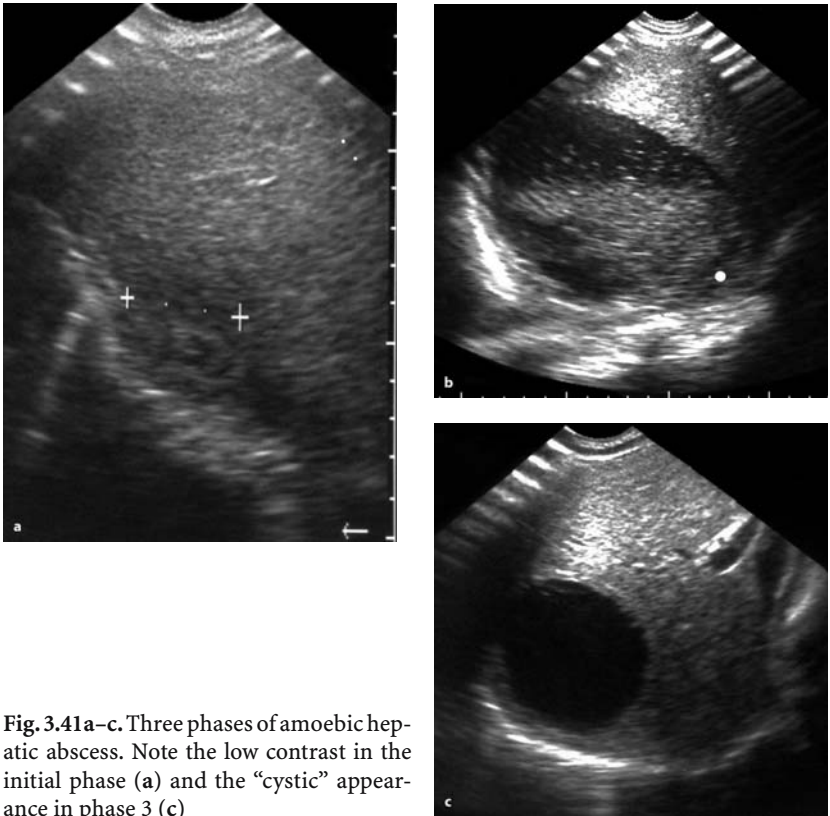 a
b
c
Fig. 3.41a–c. Three phases of amoebic hep-
atic abscess. Note the low contrast in the
initial phase (a) and the “cystic” appear-
ance in phase 3 (c)